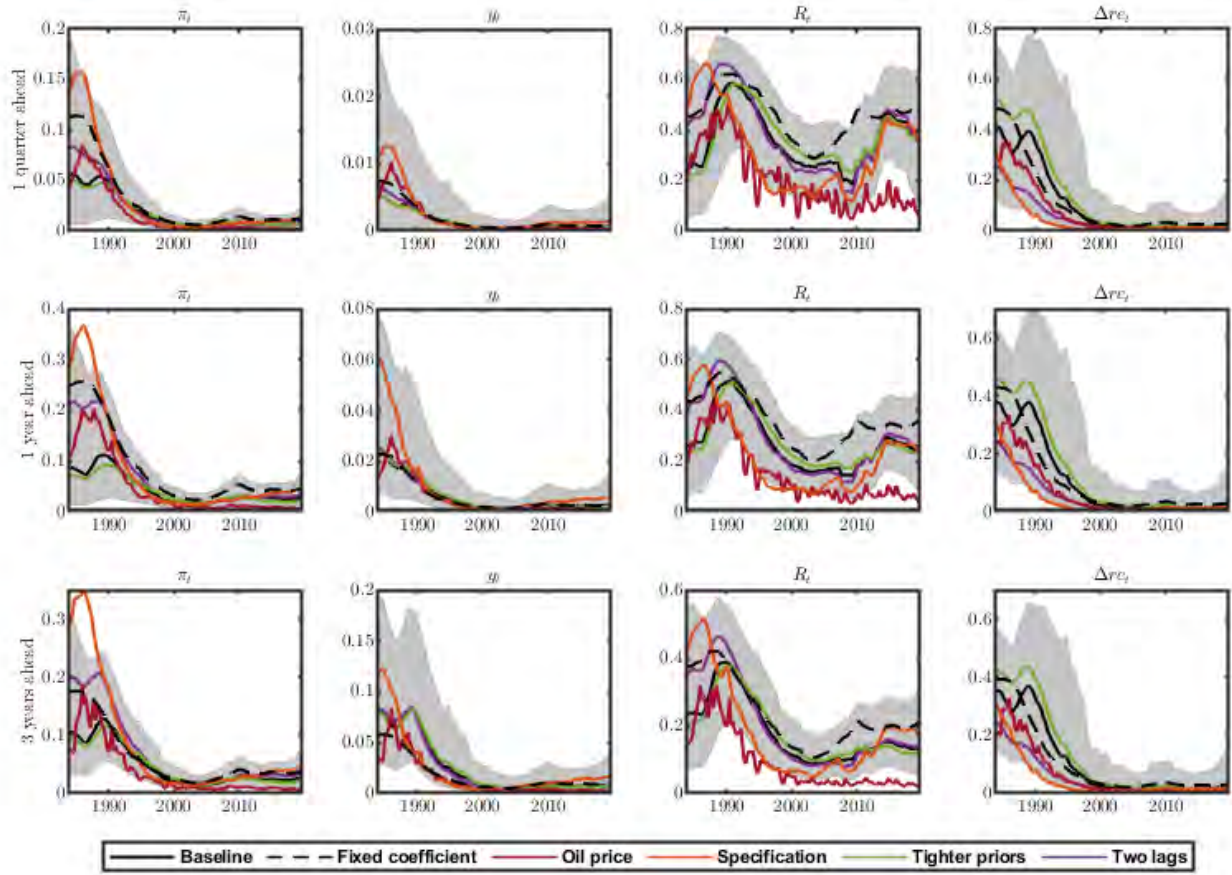 π_t y_t R_t Δre_t
0.2 0.03 0.8 0.8
0.15 0.02 0.6 0.6
0.1 0.01 0.4 0.4
0.05 0.2 0.2
0 0 0 0
1990 2000 2010 1990 2000 2010 1990 2000 2010 1990 2000 2010
1 quarter ahead
π_t y_t R_t Δre_t
0.4 0.08 0.8 0.8
0.3 0.06 0.6 0.6
0.2 0.04 0.4 0.4
0.1 0.02 0.2 0.2
0 0 0 0
1990 2000 2010 1990 2000 2010 1990 2000 2010 1990 2000 2010
1 year ahead
π_t y_t R_t Δre_t
0.3 0.2 0.6 0.6
0.2 0.15 0.4 0.4
0.1 0.1 0.2 0.2
0.05
0 0 0 0
1990 2000 2010 1990 2000 2010 1990 2000 2010 1990 2000 2010
3 years ahead
Baseline Fixed coefficient Oil price Specification Tighter priors Two lags